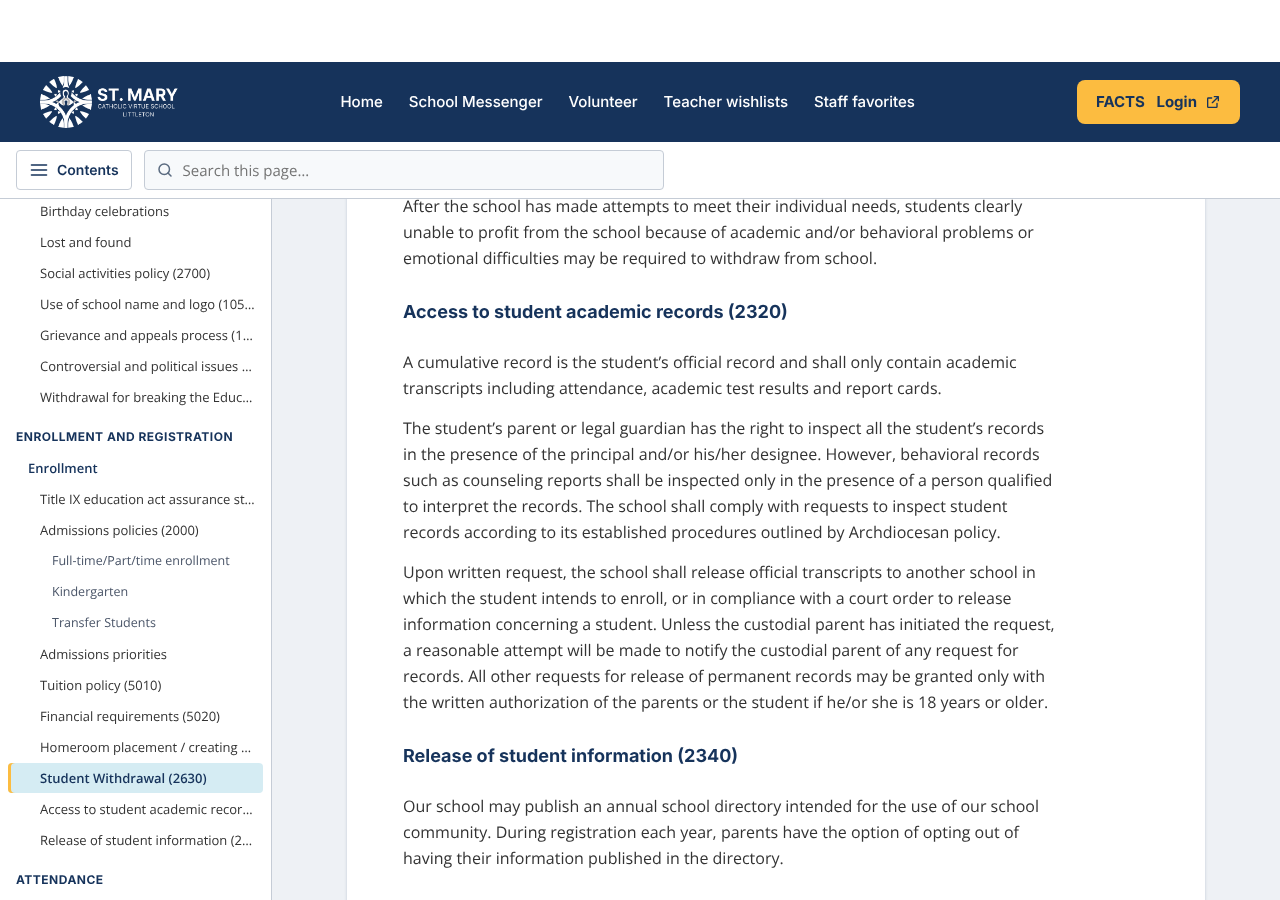 ST. MARY
CATHOLIC VIRTUE SCHOOL
LITTLETON
Home
School Messenger
Volunteer
Teacher wishlists
Staff favorites
FACTS Login
Contents
Search this page...
Birthday celebrations
Lost and found
Social activities policy (2700)
Use of school name and logo (105...
Grievance and appeals process (1...
Controversial and political issues ...
Withdrawal for breaking the Educ...
ENROLLMENT AND REGISTRATION
Enrollment
Title IX education act assurance st...
Admissions policies (2000)
Full-time/Part/time enrollment
Kindergarten
Transfer Students
Admissions priorities
Tuition policy (5010)
Financial requirements (5020)
Homeroom placement / creating ...
Student Withdrawal (2630)
Access to student academic recor...
Release of student information (2...
ATTENDANCE
After the school has made attempts to meet their individual needs, students clearly
unable to profit from the school because of academic and/or behavioral problems or
emotional difficulties may be required to withdraw from school.
Access to student academic records (2320)
A cumulative record is the student’s official record and shall only contain academic
transcripts including attendance, academic test results and report cards.
The student’s parent or legal guardian has the right to inspect all the student’s records
in the presence of the principal and/or his/her designee. However, behavioral records
such as counseling reports shall be inspected only in the presence of a person qualified
to interpret the records. The school shall comply with requests to inspect student
records according to its established procedures outlined by Archdiocesan policy.
Upon written request, the school shall release official transcripts to another school in
which the student intends to enroll, or in compliance with a court order to release
information concerning a student. Unless the custodial parent has initiated the request,
a reasonable attempt will be made to notify the custodial parent of any request for
records. All other requests for release of permanent records may be granted only with
the written authorization of the parents or the student if he/or she is 18 years or older.
Release of student information (2340)
Our school may publish an annual school directory intended for the use of our school
community. During registration each year, parents have the option of opting out of
having their information published in the directory.